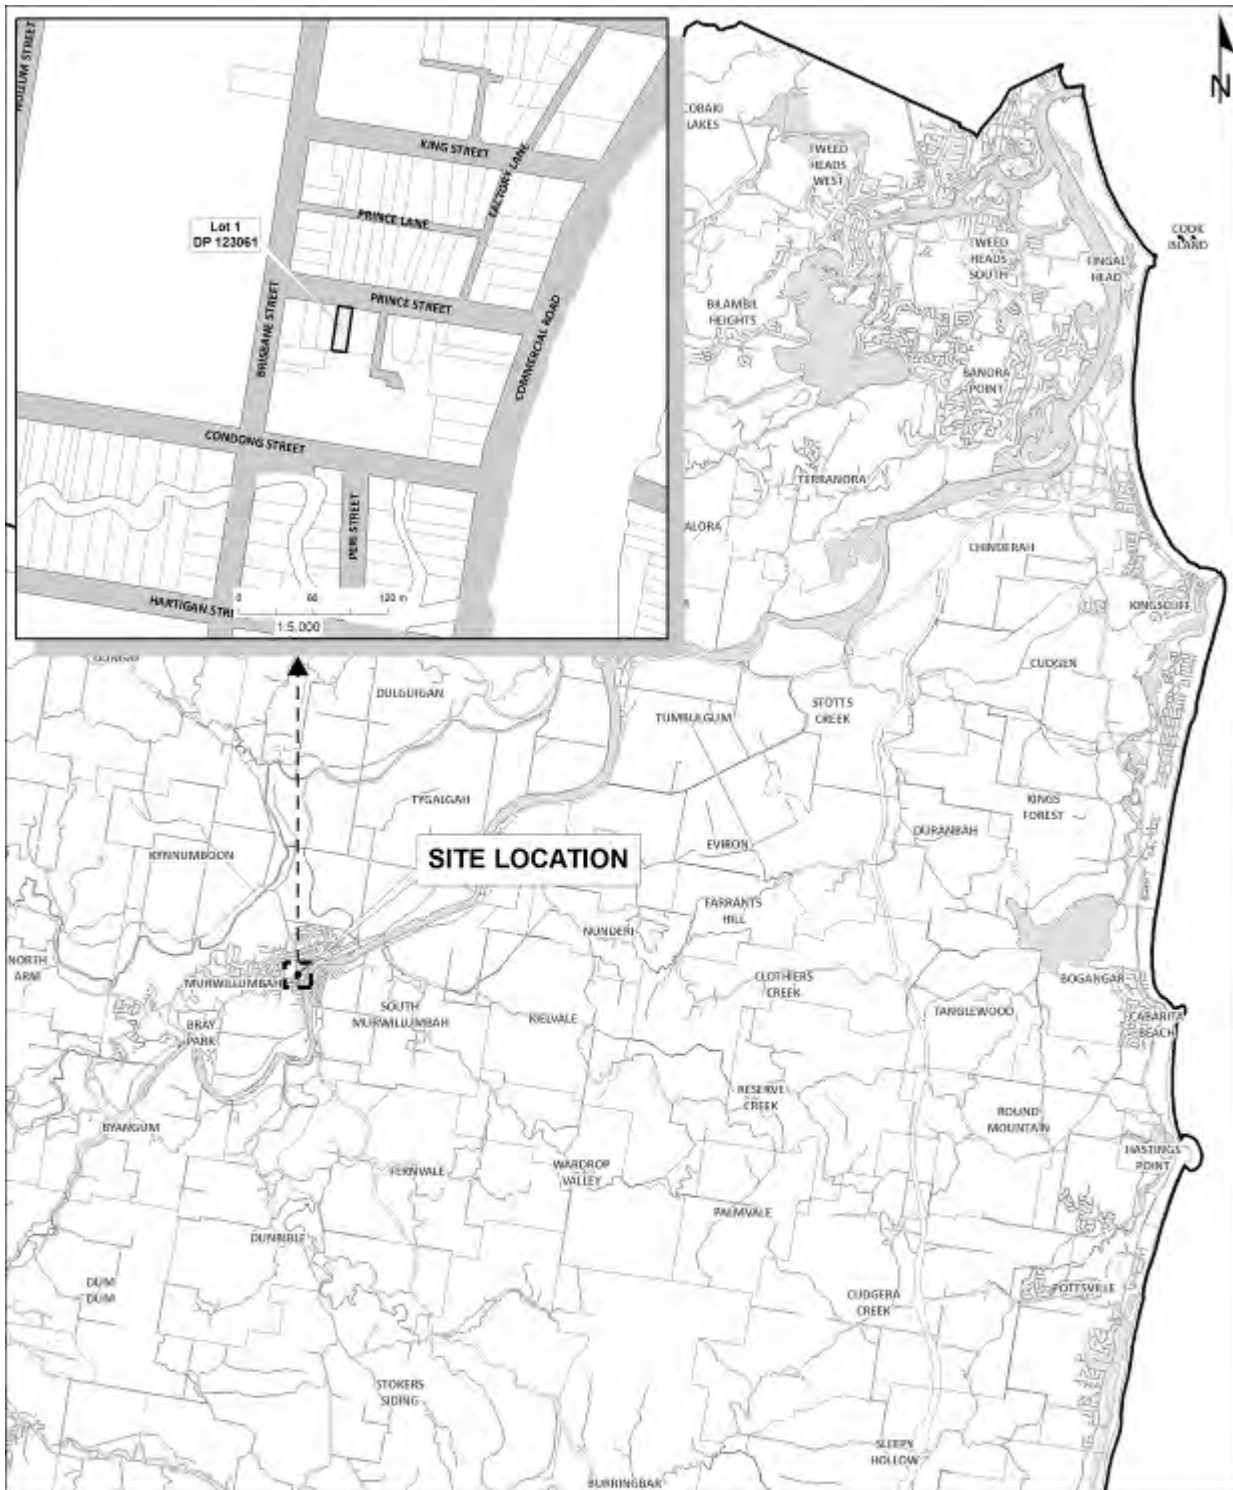 KING STREET
FACTORY LANE
PRINCE LANE
Lot 1
DP 123061
PRINCE STREET
BRISBANE STREET
COMMERCIAL ROAD
CONDONG STREET
PERI STREET
0 60 120 m
1:5,000
N
COBAKI
LAKES
TWEED
HEADS
WEST
COOK
ISLAND
TWEED
HEADS
SOUTH
FINGAL
HEAD
BILAMBIL
HEIGHTS
BANORA
POINT
TERRANORA
ALORA
CHINDERAH
KINGSCLIFF
CUDGEN
DULGUIGAN
STOTTS
CREEK
TUMBULGUM
TYGALGAH
KINGS
FOREST
DURANBAH
SITE LOCATION
EVIRON
KYNNUMBOON
FARRANTS
HILL
NUNDERI
NORTH
ARM
MURWILLUMBAH
CLOTHIERS
CREEK
BOGANGAR
SOUTH
MURWILLUMBAH
KIELVALE
TANGLEWOOD
CABARITA
BEACH
BRAY
PARK
RESERVE
CREEK
ROUND
MOUNTAIN
BYANGUM
HASTINGS
POINT
FERNVALE
WARDROP
VALLEY
PALMVALE
DUNBIBLE
DUM
DUM
CUDGERA
CREEK
POTTSVILLE
STOKERS
SIDING
SLEEPY
HOLLOW
BURRINGBAR